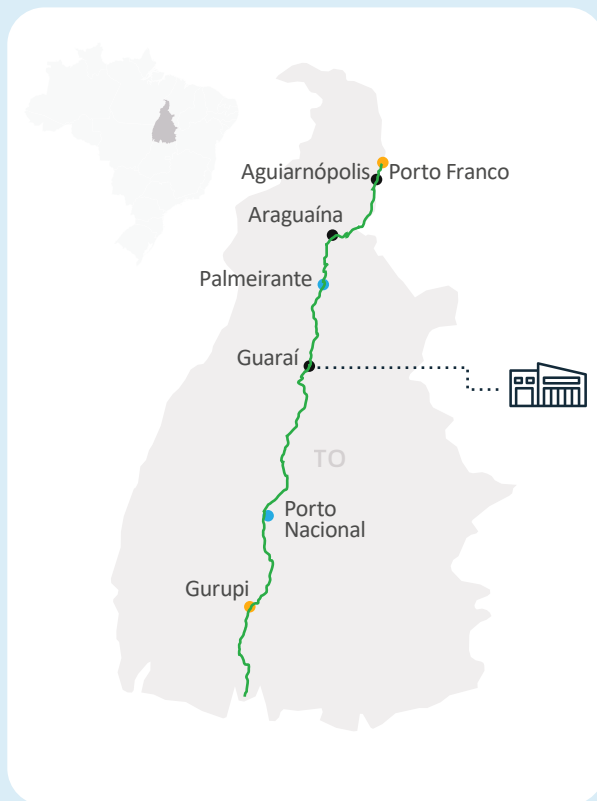 Aguiarnópolis
Porto Franco
Araguaína
Palmeirante
Guaraí
TO
Porto
Nacional
Gurupi